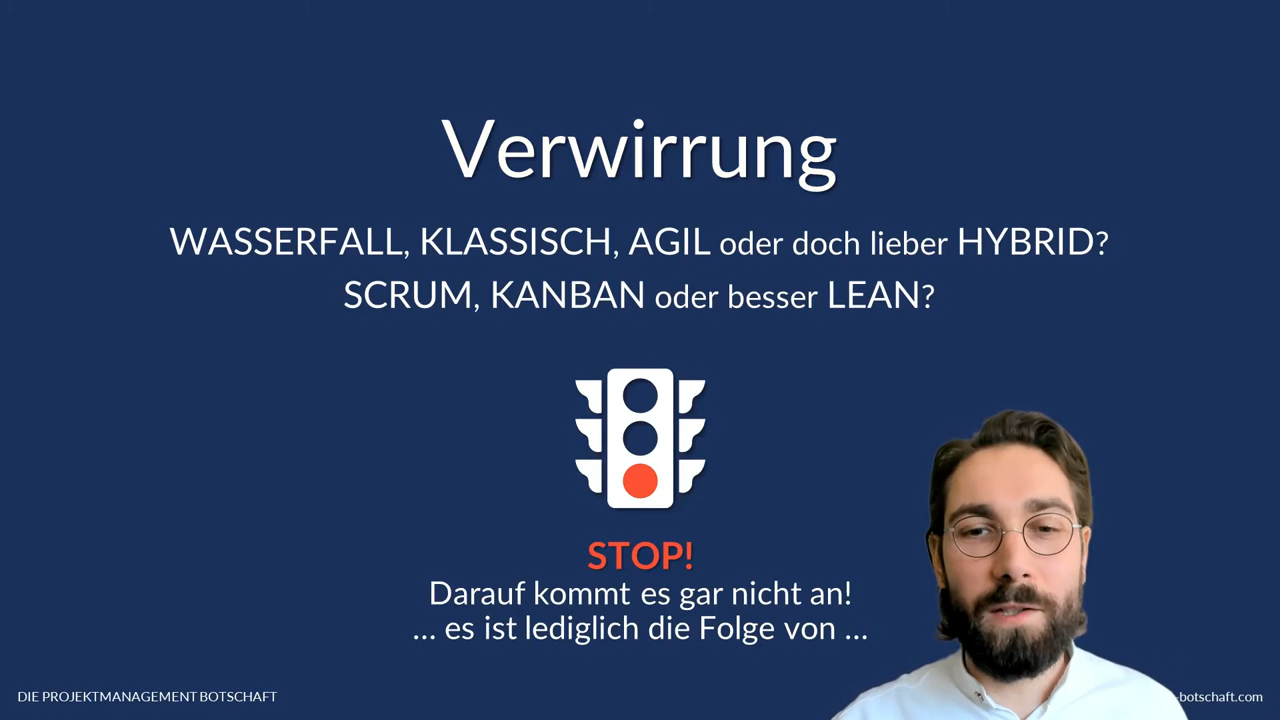 Verwirrung
WASSERFALL, KLASSISCH, AGIL oder doch lieber HYBRID?
SCRUM, KANBAN oder besser LEAN?
STOP!
Darauf kommt es gar nicht an!
... es ist lediglich die Folge von ...
DIE PROJEKTMANAGEMENT BOTSCHAFT
-botschaft.com